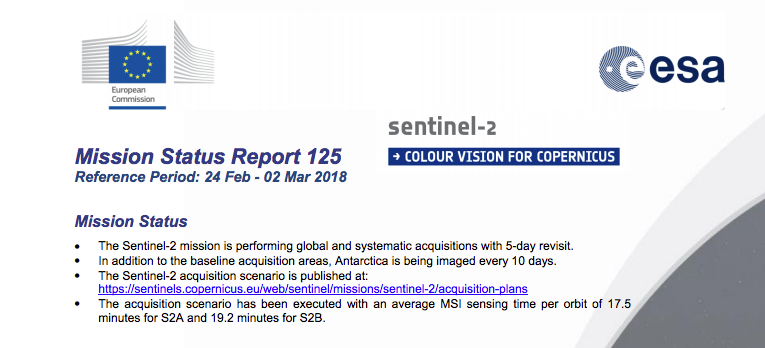 European
Commission
esa
sentinel-2
Mission Status Report 125
→ COLOUR VISION FOR COPERNICUS
Reference Period: 24 Feb - 02 Mar 2018
Mission Status
• The Sentinel-2 mission is performing global and systematic acquisitions with 5-day revisit.
• In addition to the baseline acquisition areas, Antarctica is being imaged every 10 days.
• The Sentinel-2 acquisition scenario is published at:
https://sentinels.copernicus.eu/web/sentinel/missions/sentinel-2/acquisition-plans
• The acquisition scenario has been executed with an average MSI sensing time per orbit of 17.5
minutes for S2A and 19.2 minutes for S2B.